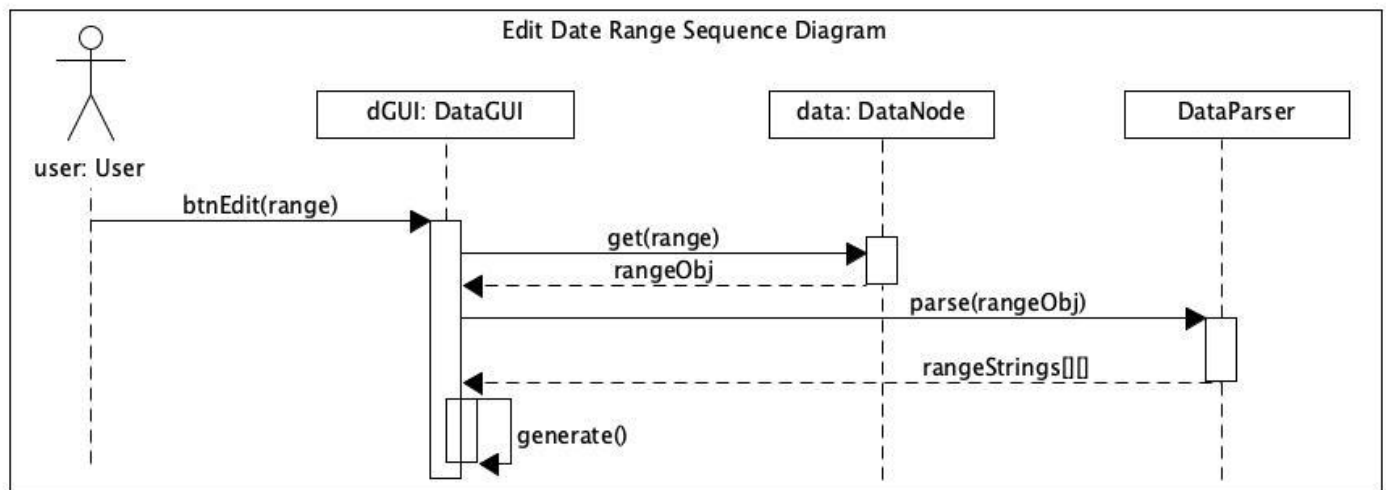 Edit Date Range Sequence Diagram
dGUI: DataGUI
data: DataNode
DataParser
user: User
btnEdit(range)
get(range)
rangeObj
parse(rangeObj)
rangeStrings[][]
generate()